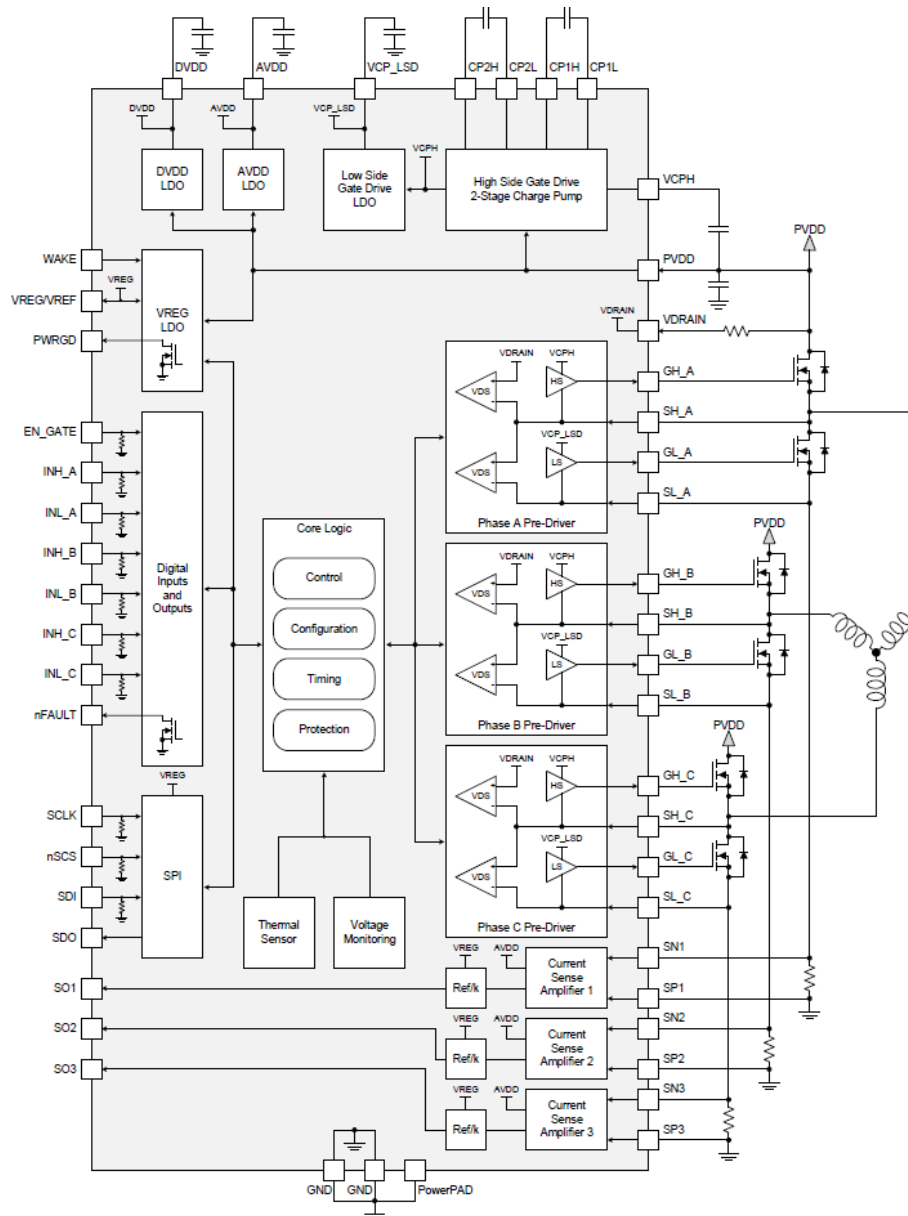 DVDD
AVDD
VCP_LSD
CP2H
CP2L
CP1H
CP1L
DVDD
AVDD
VCP_LSD
VCPH
DVDD
LDO
AVDD
LDO
Low Side
Gate Drive
LDO
High Side Gate Drive
2-Stage Charge Pump
VCPH
PVDD
PVDD
WAKE
VREG/VREF
PWRGD
VREG
VREG
LDO
VDRAIN
VDRAIN
VDRAIN
VCPH
VDS
HS
VCP_LSD
VDS
LS
Phase A Pre-Driver
GH_A
SH_A
GL_A
SL_A
EN_GATE
INH_A
INL_A
INH_B
INL_B
INH_C
INL_C
nFAULT
Digital
Inputs
and
Outputs
Core Logic
Control
Configuration
Timing
Protection
VDRAIN
VCPH
VDS
HS
VCP_LSD
VDS
LS
Phase B Pre-Driver
PVDD
GH_B
SH_B
GL_B
SL_B
VDRAIN
VCPH
VDS
HS
VCP_LSD
VDS
LS
Phase C Pre-Driver
PVDD
GH_C
SH_C
GL_C
SL_C
VREG
SCLK
nSCS
SDI
SDO
SPI
Thermal
Sensor
Voltage
Monitoring
SO1
SO2
SO3
VREG
Ref/k
AVDD
Current
Sense
Amplifier 1
SN1
SP1
VREG
Ref/k
AVDD
Current
Sense
Amplifier 2
SN2
SP2
VREG
Ref/k
AVDD
Current
Sense
Amplifier 3
SN3
SP3
GND
GND
PowerPAD